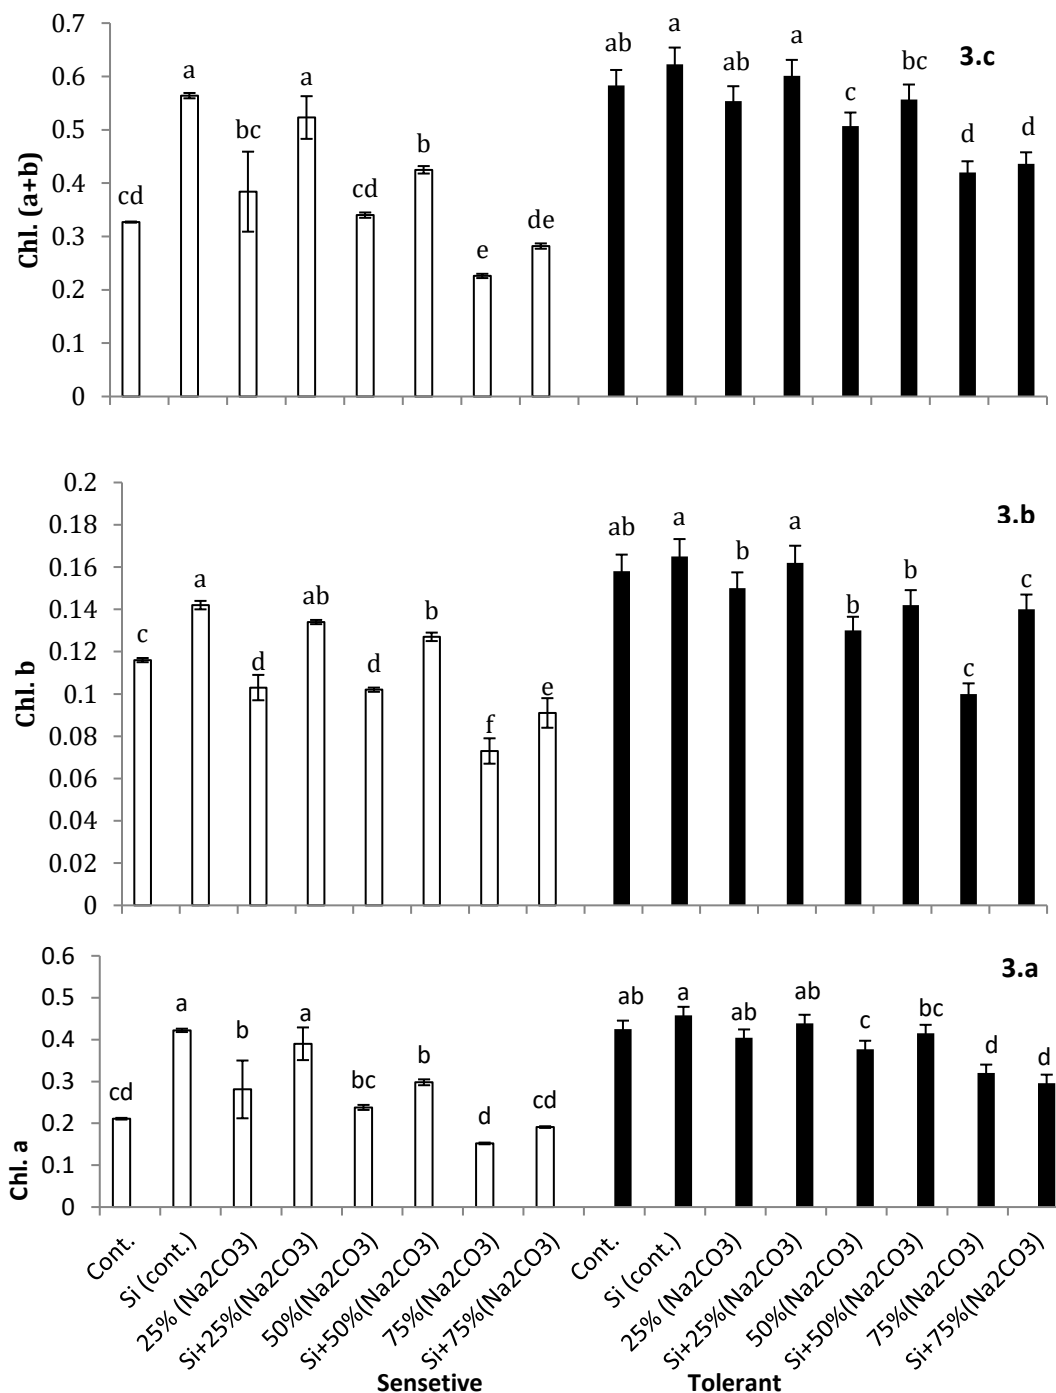 3.c
Chl. (a+b)
0.7
0.6
0.5
0.4
0.3
0.2
0.1
0
cd
a
bc
a
cd
b
e
de
ab
a
ab
a
c
bc
d
d
3.b
Chl. b
0.2
0.18
0.16
0.14
0.12
0.1
0.08
0.06
0.04
0.02
0
c
a
d
ab
d
b
f
e
ab
a
b
a
b
b
c
c
3.a
Chl. a
0.6
0.5
0.4
0.3
0.2
0.1
0
cd
a
b
a
bc
b
d
cd
ab
a
ab
ab
c
bc
d
d
Cont.
Si (cont.)
25% (Na2CO3)
Si+25%(Na2CO3)
50%(Na2CO3)
Si+50%(Na2CO3)
75%(Na2CO3)
Si+75%(Na2CO3)
Cont.
Si (cont.)
25% (Na2CO3)
Si+25%(Na2CO3)
50%(Na2CO3)
Si+50%(Na2CO3)
75%(Na2CO3)
Si+75%(Na2CO3)
Sensetive
Tolerant